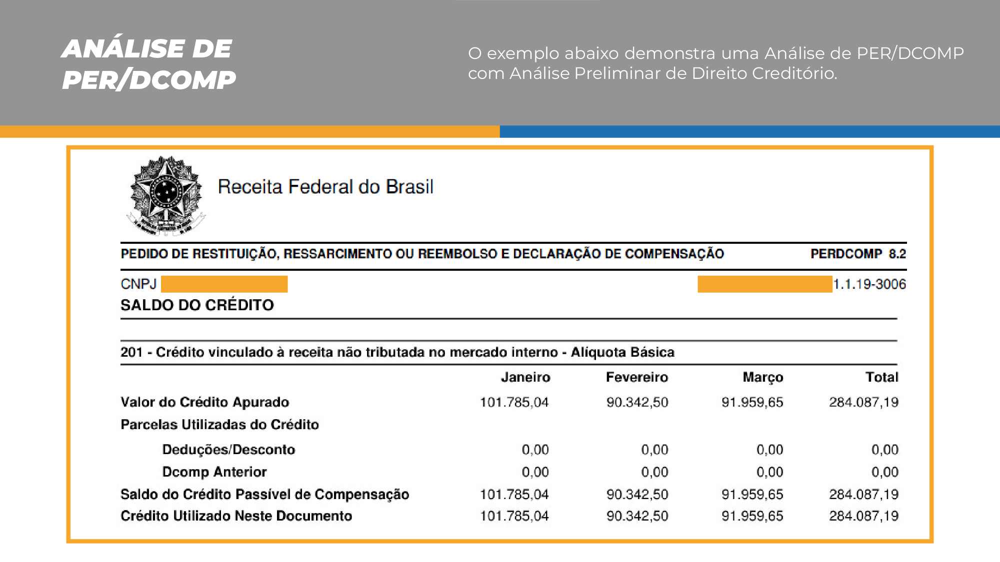 ANÁLISE DE
PER/DCOMP
O exemplo abaixo demonstra uma Análise de PER/DCOMP
com Análise Preliminar de Direito Creditório.
Receita Federal do Brasil
PEDIDO DE RESTITUIÇÃO, RESSARCIMENTO OU REEMBOLSO E DECLARAÇÃO DE COMPENSAÇÃO PERDCOMP 8.2
CNPJ 1.1.19-3006
SALDO DO CRÉDITO
201 - Crédito vinculado à receita não tributada no mercado interno - Alíquota Básica
Janeiro Fevereiro Março Total
Valor do Crédito Apurado 101.785,04 90.342,50 91.959,65 284.087,19
Parcelas Utilizadas do Crédito
Deduções/Desconto 0,00 0,00 0,00 0,00
Dcomp Anterior 0,00 0,00 0,00 0,00
Saldo do Crédito Passível de Compensação 101.785,04 90.342,50 91.959,65 284.087,19
Crédito Utilizado Neste Documento 101.785,04 90.342,50 91.959,65 284.087,19